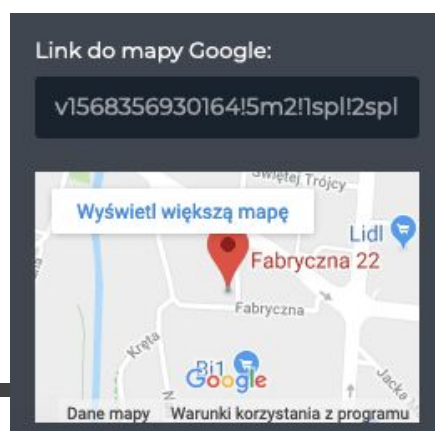 Link do mapy Google:
v1568356930164!5m2!1spl!2spl
Świętej Trójcy
Wyświetl większą mapę
Lidl
Fabryczna 22
Fabryczna
Kręta
Bi1
Google
Jacka
Dane mapy Warunki korzystania z programu